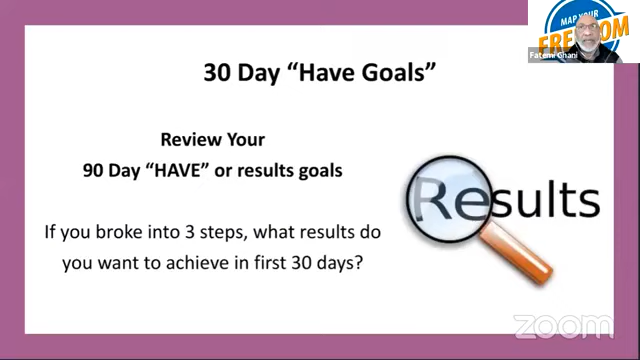 MAP YOUR
FREEDOM
Fatemi Ghani
30 Day “Have Goals”
Review Your
90 Day “HAVE” or results goals
If you broke into 3 steps, what results do
you want to achieve in first 30 days?
Results
zoom